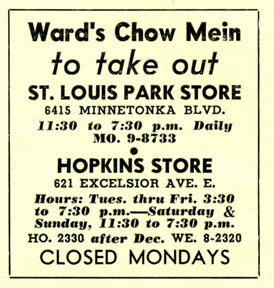 Ward's Chow Mein
to take out
ST. LOUIS PARK STORE
6415 MINNETONKA BLVD.
11:30 to 7:30 p.m. Daily
MO. 9-8733
•
HOPKINS STORE
621 EXCELSIOR AVE. E.
Hours: Tues. thru Fri. 3:30
to 7:30 p.m.—Saturday &
Sunday, 11:30 to 7:30 p.m.
HO. 2330 after Dec. WE. 8-2320
CLOSED MONDAYS